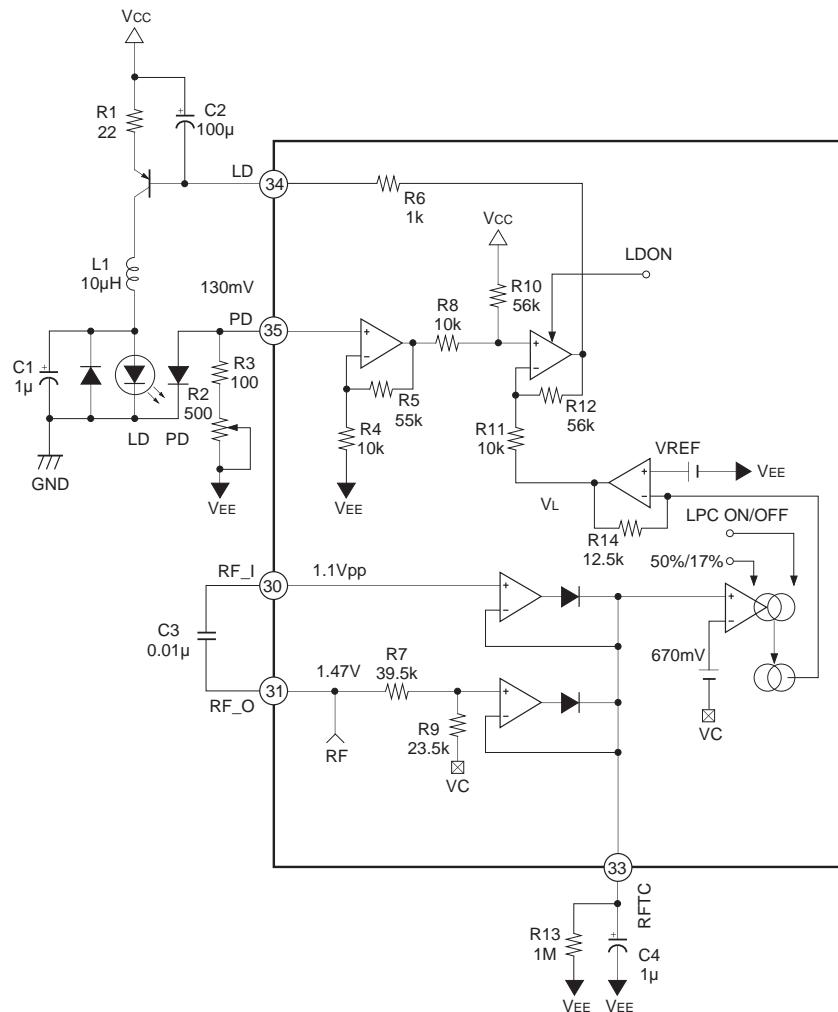 VCC
R1
22
C2
100µ
LD
34
R6
1k
VCC
LDON
L1
10µH
130mV
PD
35
R8
10k
R10
56k
C1
1µ
R3
100
R2
500
R5
55k
R4
10k
R12
56k
R11
10k
VREF
VEE
LD
PD
GND
VEE
VEE
VL
R14
12.5k
LPC ON/OFF
50%/17%
RF_I
30
1.1Vpp
C3
0.01µ
R7
39.5k
1.47V
31
RF_O
R9
23.5k
RF
VC
670mV
VC
33
RFTC
R13
1M
C4
1µ
VEE
VEE